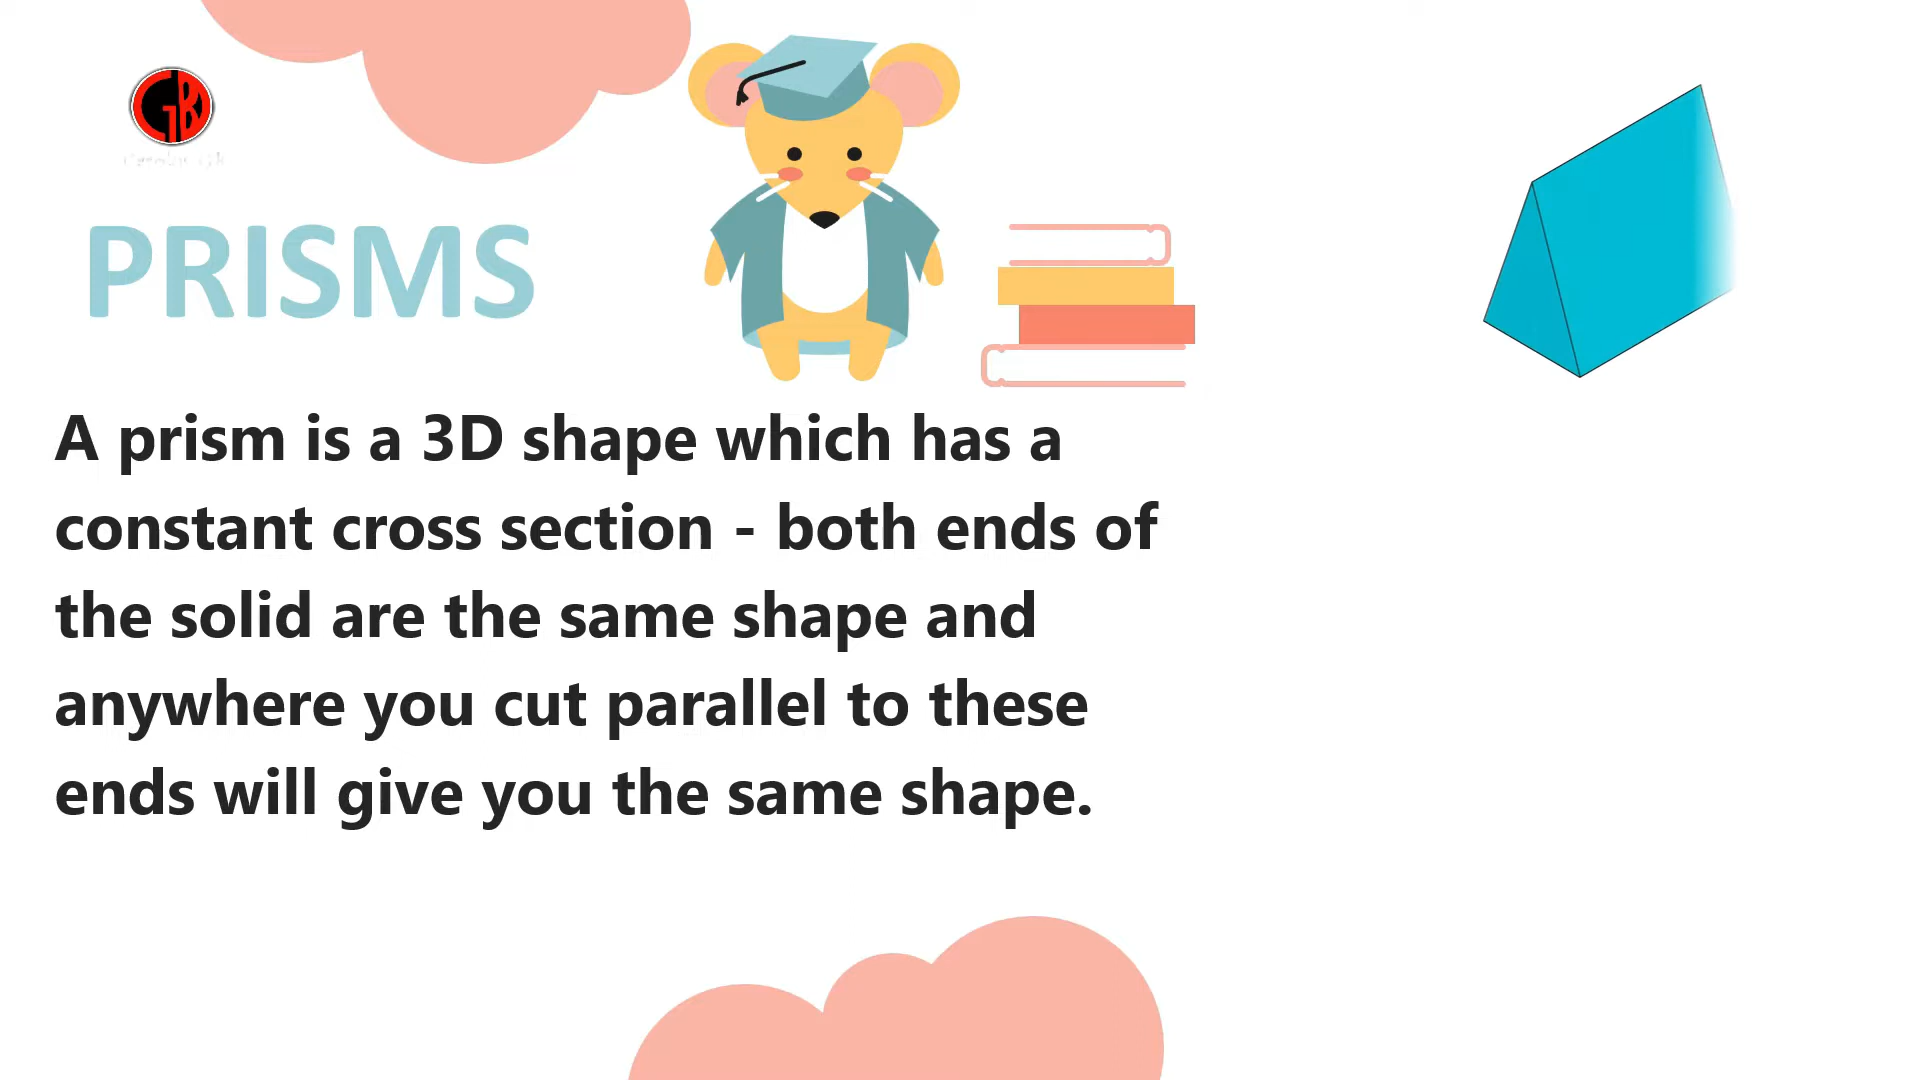 PRISMS
A prism is a 3D shape which has a
constant cross section - both ends of
the solid are the same shape and
anywhere you cut parallel to these
ends will give you the same shape.